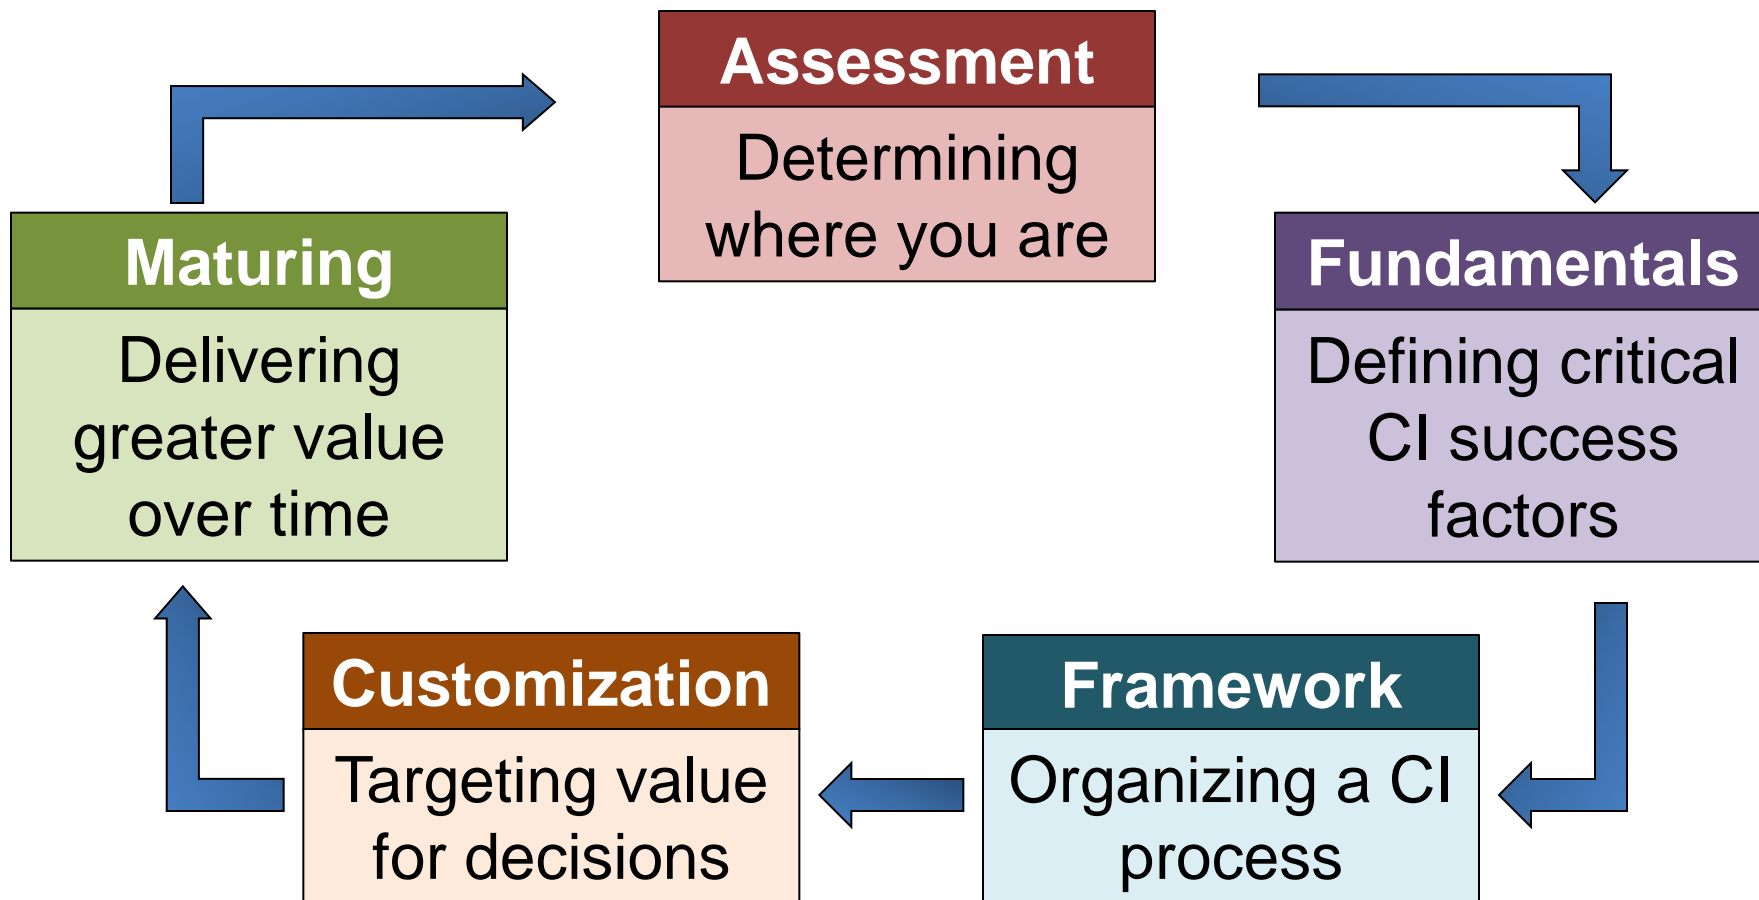 Assessment
Determining
where you are
Fundamentals
Defining critical
CI success
factors
Framework
Organizing a CI
process
Customization
Targeting value
for decisions
Maturing
Delivering
greater value
over time